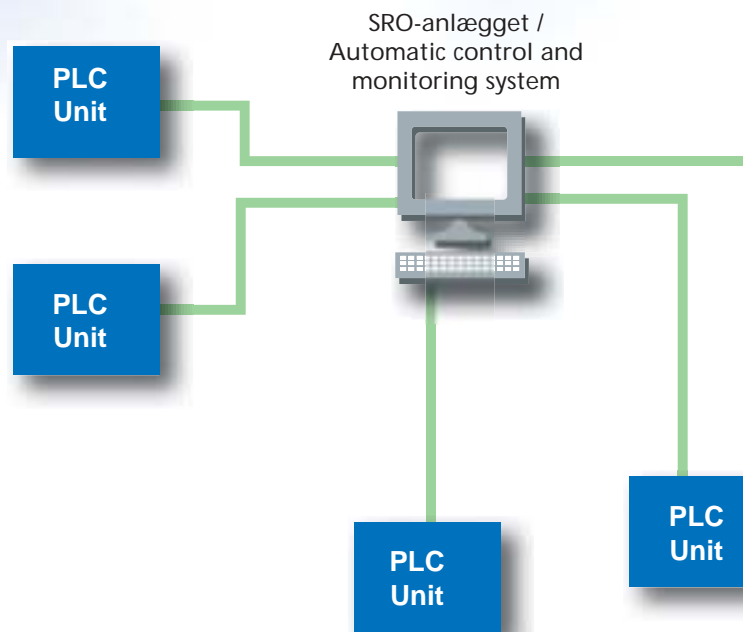 SRO-anlægget /
Automatic control and
monitoring system
PLC
Unit
PLC
Unit
PLC
Unit
PLC
Unit